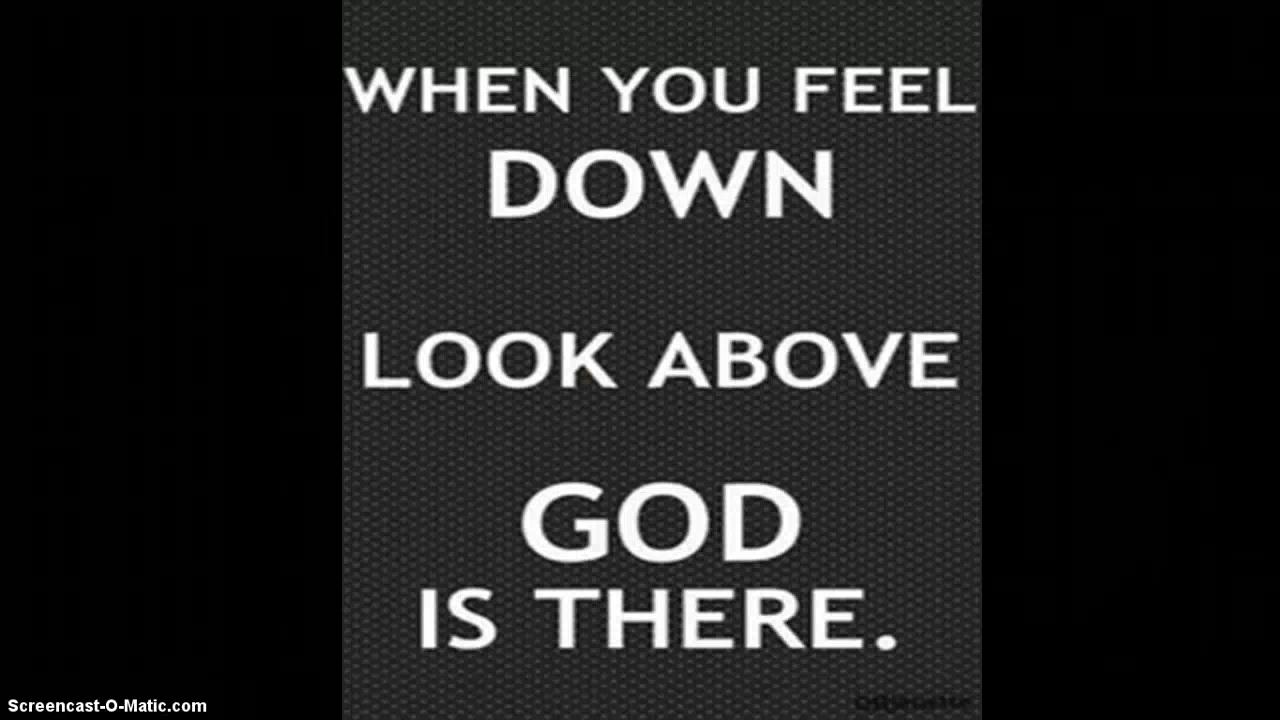 WHEN YOU FEEL
DOWN
LOOK ABOVE
GOD
IS THERE.
Screencast-O-Matic.com